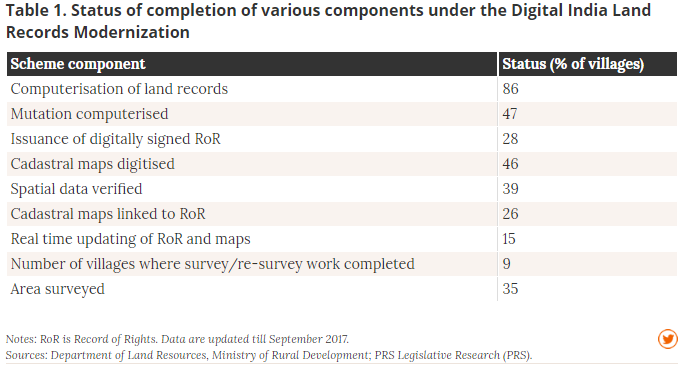 Table 1. Status of completion of various components under the Digital India Land
Records Modernization
Scheme component Status (% of villages)
Computerisation of land records 86
Mutation computerised 47
Issuance of digitally signed RoR 28
Cadastral maps digitised 46
Spatial data verified 39
Cadastral maps linked to RoR 26
Real time updating of RoR and maps 15
Number of villages where survey/re-survey work completed 9
Area surveyed 35
Notes: RoR is Record of Rights. Data are updated till September 2017.
Sources: Department of Land Resources, Ministry of Rural Development; PRS Legislative Research (PRS).